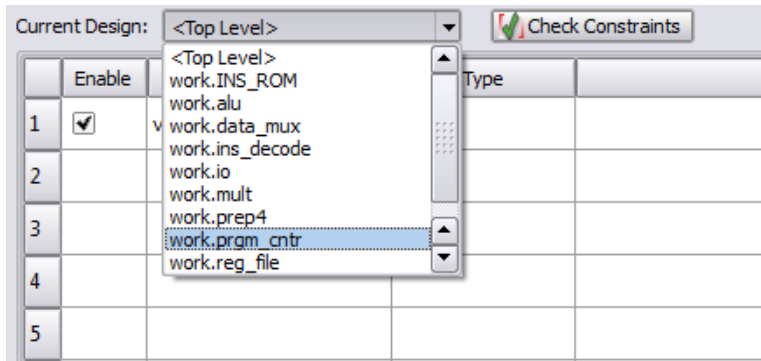 Current Design: <Top Level> Check Constraints
Enable Type
<Top Level>
work.INS_ROM
work.alu
1 v work.data_mux
work.ins_decode
2 work.io
work.mult
work.prep4
3 work.prgm_cntr
work.reg_file
4
5